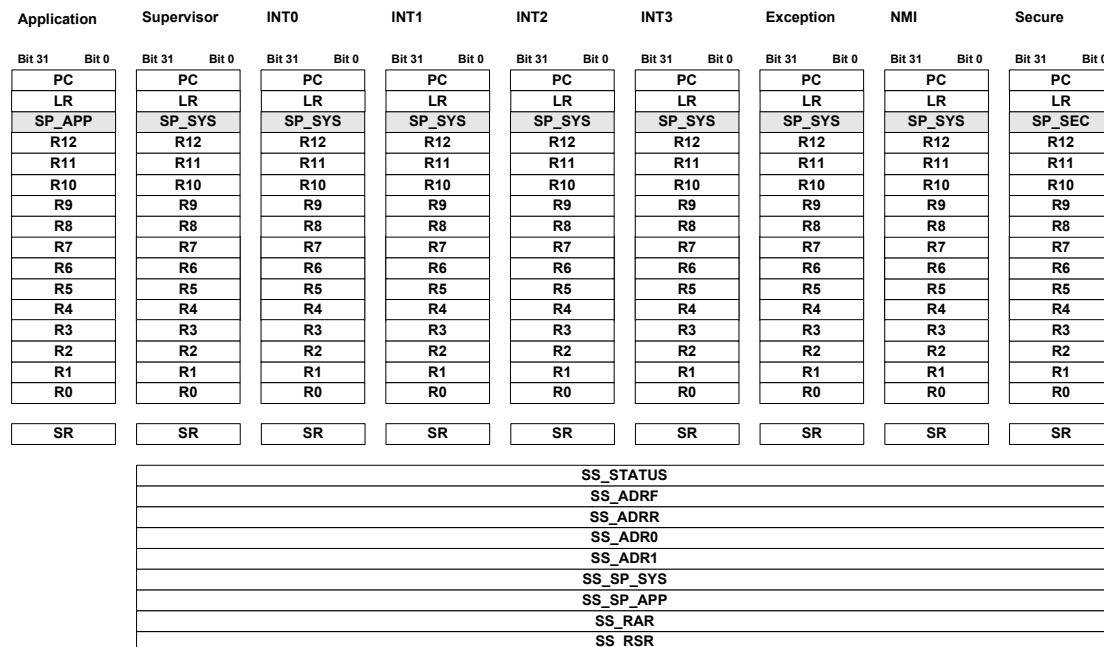 Application Supervisor INT0 INT1 INT2 INT3 Exception NMI Secure
Bit 31 Bit 0 Bit 31 Bit 0 Bit 31 Bit 0 Bit 31 Bit 0 Bit 31 Bit 0 Bit 31 Bit 0 Bit 31 Bit 0 Bit 31 Bit 0 Bit 31 Bit 0
PC PC PC PC PC PC PC PC PC
LR LR LR LR LR LR LR LR LR
SP_APP SP_SYS SP_SYS SP_SYS SP_SYS SP_SYS SP_SYS SP_SYS SP_SEC
R12 R12 R12 R12 R12 R12 R12 R12 R12
R11 R11 R11 R11 R11 R11 R11 R11 R11
R10 R10 R10 R10 R10 R10 R10 R10 R10
R9 R9 R9 R9 R9 R9 R9 R9 R9
R8 R8 R8 R8 R8 R8 R8 R8 R8
R7 R7 R7 R7 R7 R7 R7 R7 R7
R6 R6 R6 R6 R6 R6 R6 R6 R6
R5 R5 R5 R5 R5 R5 R5 R5 R5
R4 R4 R4 R4 R4 R4 R4 R4 R4
R3 R3 R3 R3 R3 R3 R3 R3 R3
R2 R2 R2 R2 R2 R2 R2 R2 R2
R1 R1 R1 R1 R1 R1 R1 R1 R1
R0 R0 R0 R0 R0 R0 R0 R0 R0
SR SR SR SR SR SR SR SR SR
SS_STATUS
SS_ADRF
SS_ADRR
SS_ADR0
SS_ADR1
SS_SP_SYS
SS_SP_APP
SS_RAR
SS_RSR